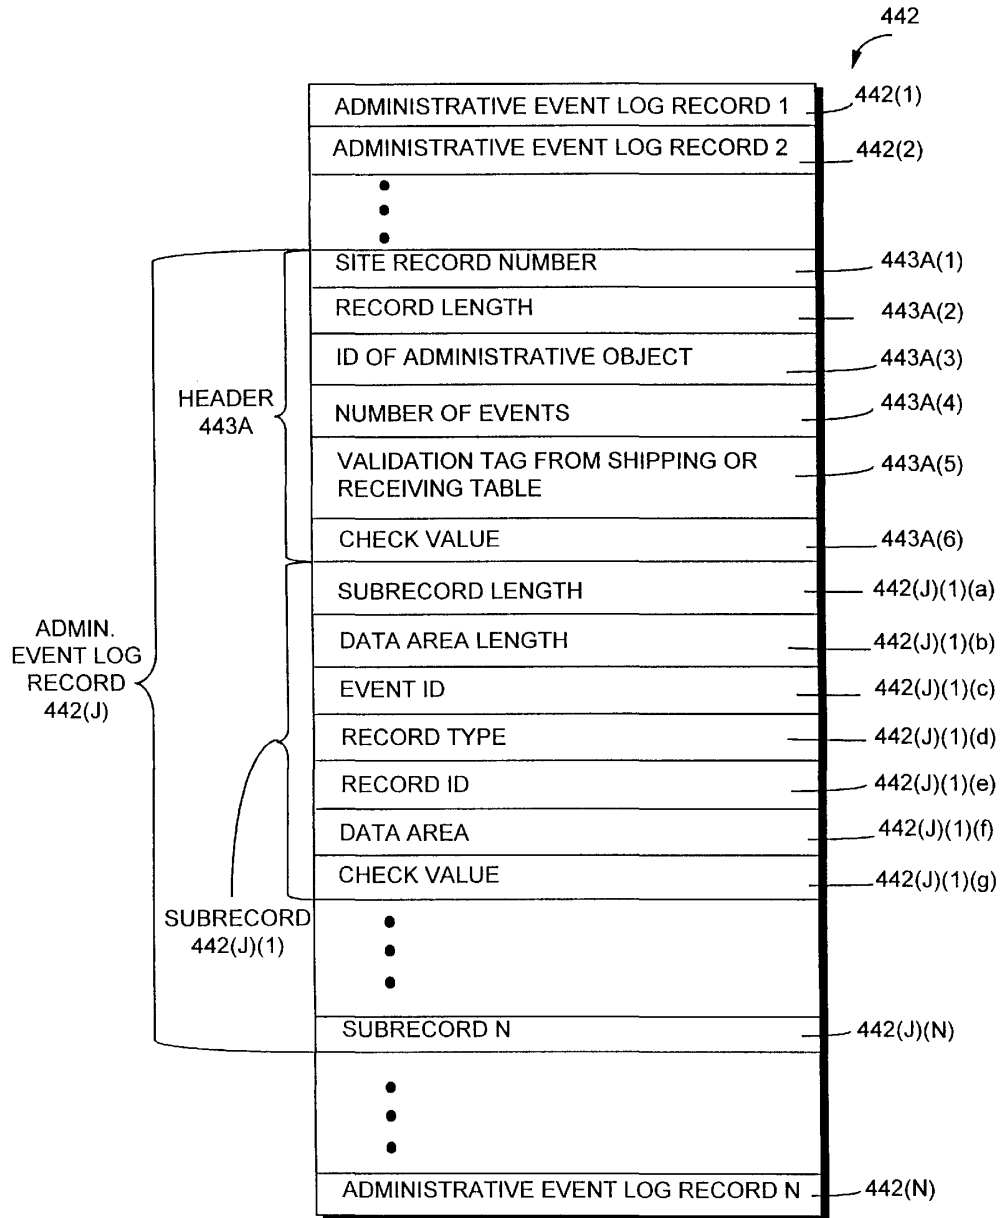 442
ADMINISTRATIVE EVENT LOG RECORD 1 442(1)
ADMINISTRATIVE EVENT LOG RECORD 2 442(2)
SITE RECORD NUMBER 443A(1)
RECORD LENGTH 443A(2)
ID OF ADMINISTRATIVE OBJECT 443A(3)
HEADER
443A
NUMBER OF EVENTS 443A(4)
VALIDATION TAG FROM SHIPPING OR
RECEIVING TABLE
443A(5)
CHECK VALUE 443A(6)
SUBRECORD LENGTH 442(J)(1)(a)
ADMIN.
EVENT LOG
RECORD
442(J)
DATA AREA LENGTH 442(J)(1)(b)
EVENT ID 442(J)(1)(c)
RECORD TYPE 442(J)(1)(d)
RECORD ID 442(J)(1)(e)
DATA AREA 442(J)(1)(f)
CHECK VALUE 442(J)(1)(g)
SUBRECORD
442(J)(1)
SUBRECORD N 442(J)(N)
ADMINISTRATIVE EVENT LOG RECORD N 442(N)